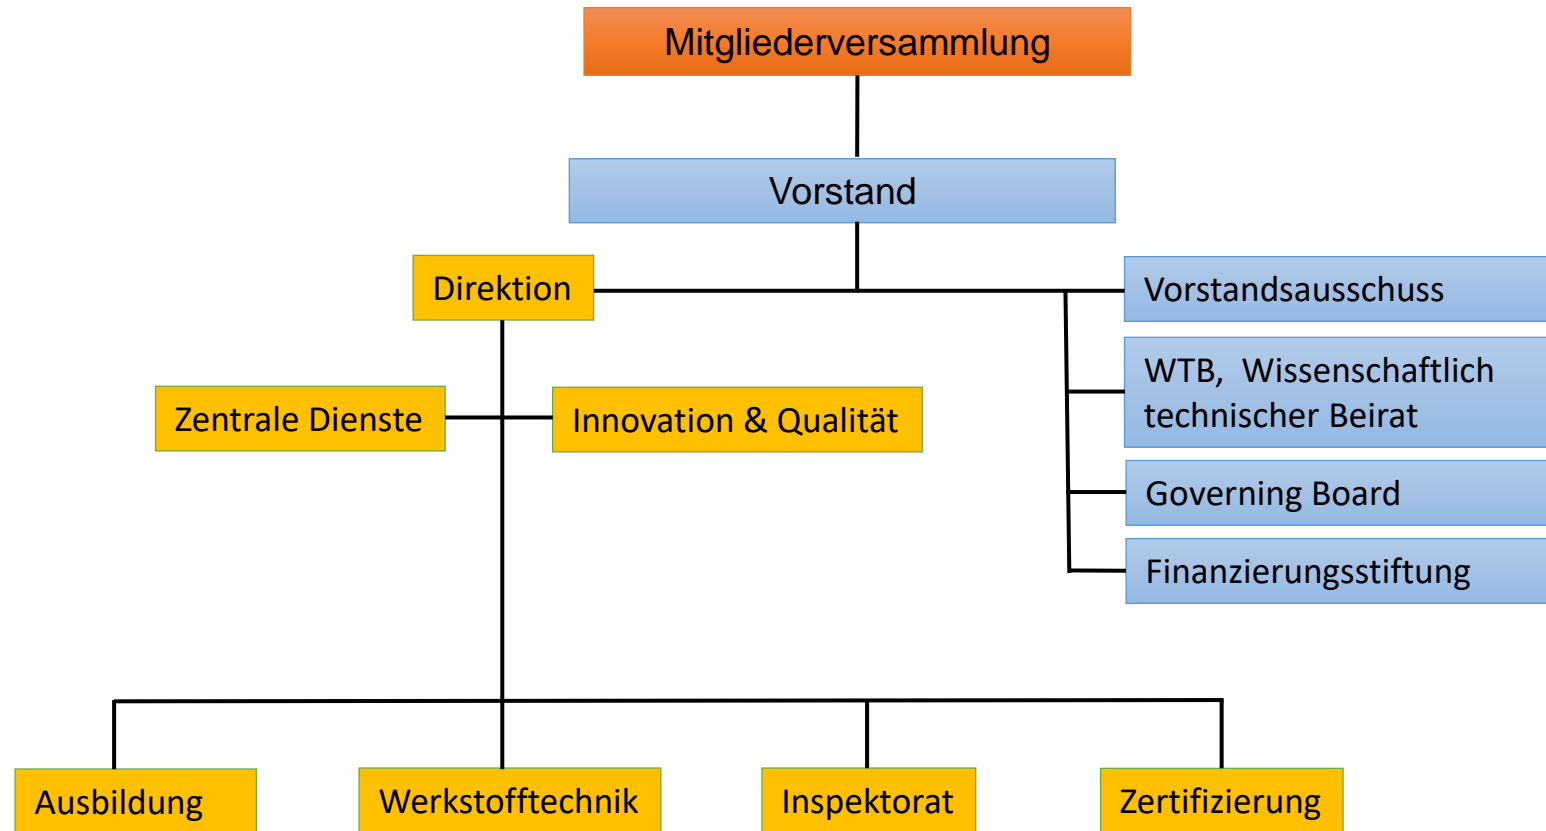 Mitgliederversammlung
Vorstand
Direktion
Vorstandsausschuss
WTB, Wissenschaftlich
technischer Beirat
Zentrale Dienste
Innovation & Qualität
Governing Board
Finanzierungsstiftung
Ausbildung
Werkstofftechnik
Inspektorat
Zertifizierung